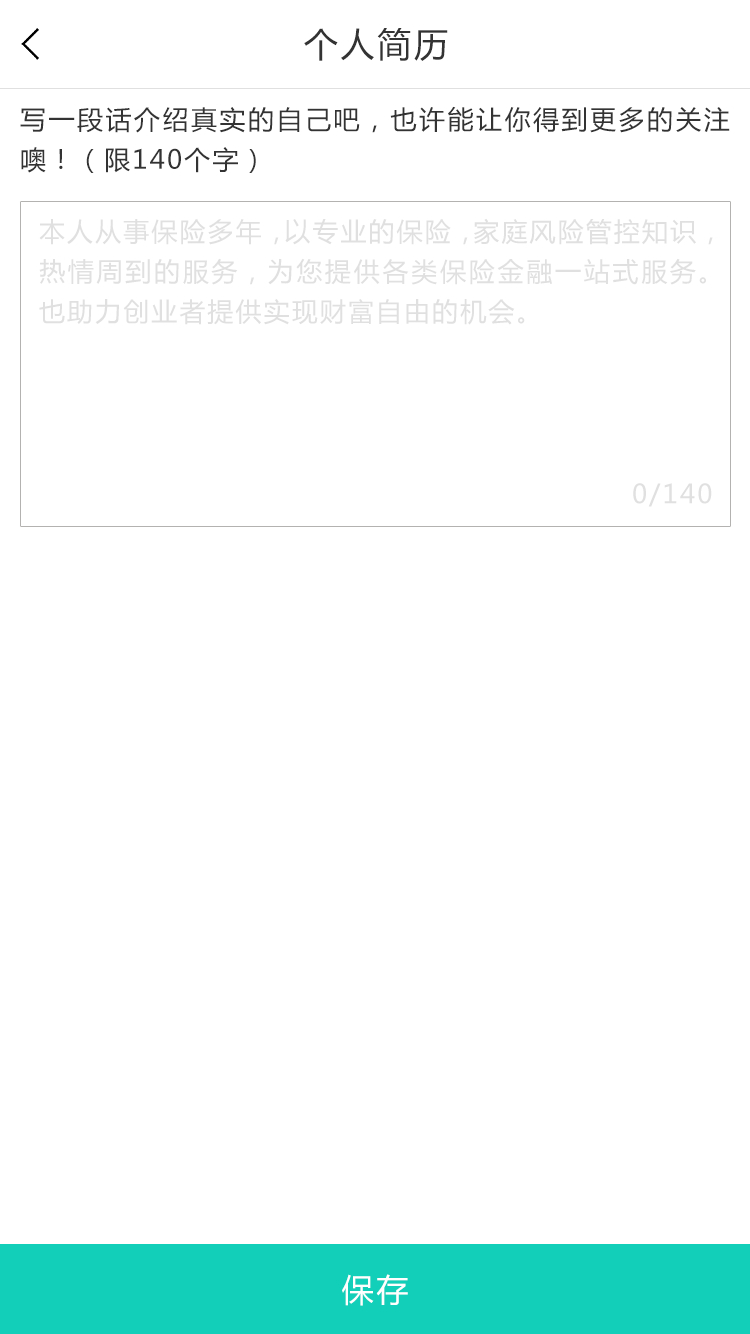 个人简历
写一段话介绍真实的自己吧，也许能让你得到更多的关注
噢！（限140个字）
本人从事保险多年，以专业的保险，家庭风险管控知识，
热情周到的服务，为您提供各类保险金融一站式服务。
也助力创业者提供实现财富自由的机会。
0/140
保存